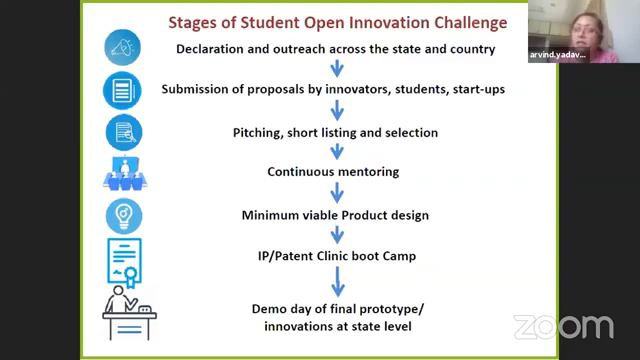 Stages of Student Open Innovation Challenge
arvind.yadav...
Declaration and outreach across the state and country
Submission of proposals by innovators, students, start-ups
Pitching, short listing and selection
Continuous mentoring
Minimum viable Product design
IP/Patent Clinic boot Camp
Demo day of final prototype/
innovations at state level
zoom